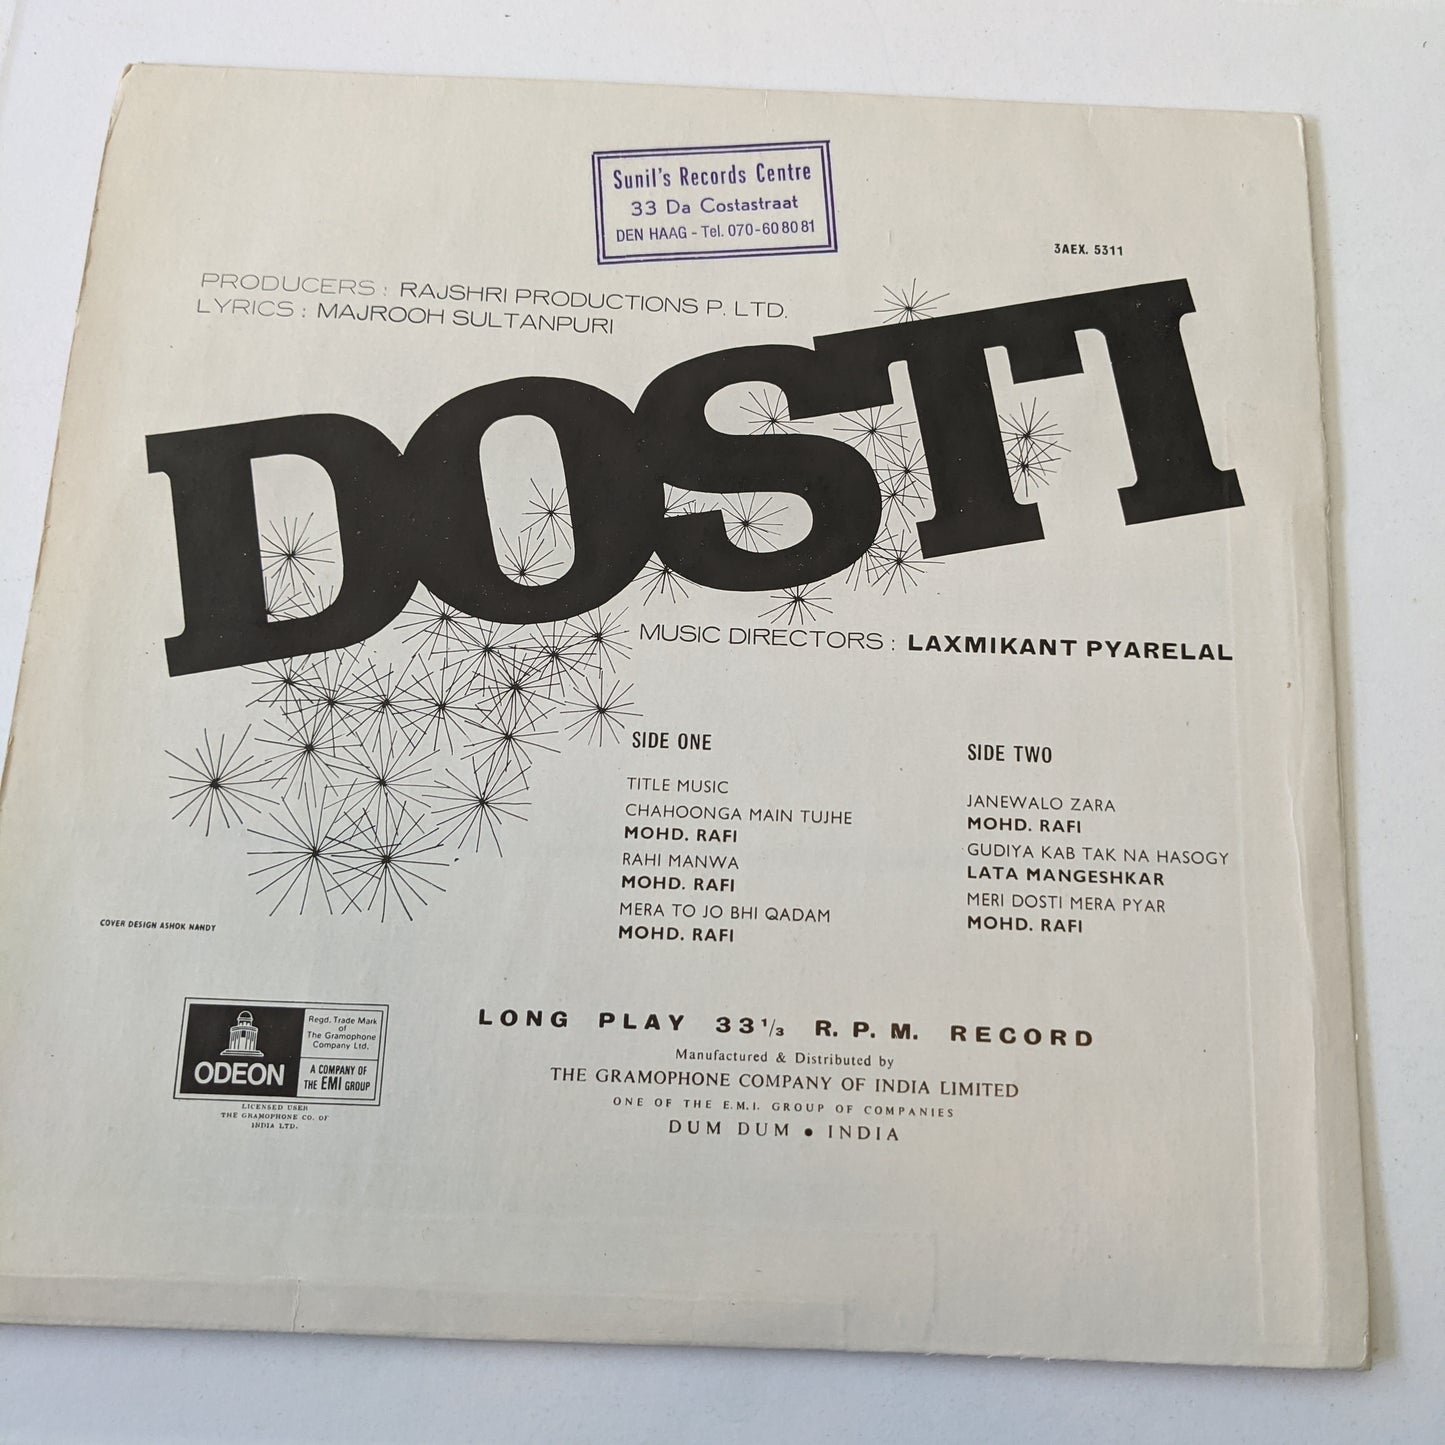 Sunil's Records Centre
33 Da Costastraat
DEN HAAG - Tel. 070-608081
3AEX. 5311
PRODUCERS : RAJSHRI PRODUCTIONS P. LTD.
LYRICS : MAJROOH SULTANPURI
DOSTI
MUSIC DIRECTORS : LAXMIKANT PYARELAL
SIDE ONE
TITLE MUSIC
CHAHOONGA MAIN TUJHE
MOHD. RAFI
RAHI MANWA
MOHD. RAFI
MERA TO JO BHI QADAM
MOHD. RAFI
SIDE TWO
JANEWALO ZARA
MOHD. RAFI
GUDIYA KAB TAK NA HASOGY
LATA MANGESHKAR
MERI DOSTI MERA PYAR
MOHD. RAFI
COVER DESIGN ASHOK NANDY
ODEON
Regd. Trade Mark
of
The Gramophone
Company Ltd.
A COMPANY OF
THE EMI GROUP
LICENSED USER
THE GRAMOPHONE CO. OF
INDIA LTD.
LONG PLAY 33 1/3 R. P. M. RECORD
Manufactured & Distributed by
THE GRAMOPHONE COMPANY OF INDIA LIMITED
ONE OF THE E.M.I. GROUP OF COMPANIES
DUM DUM • INDIA